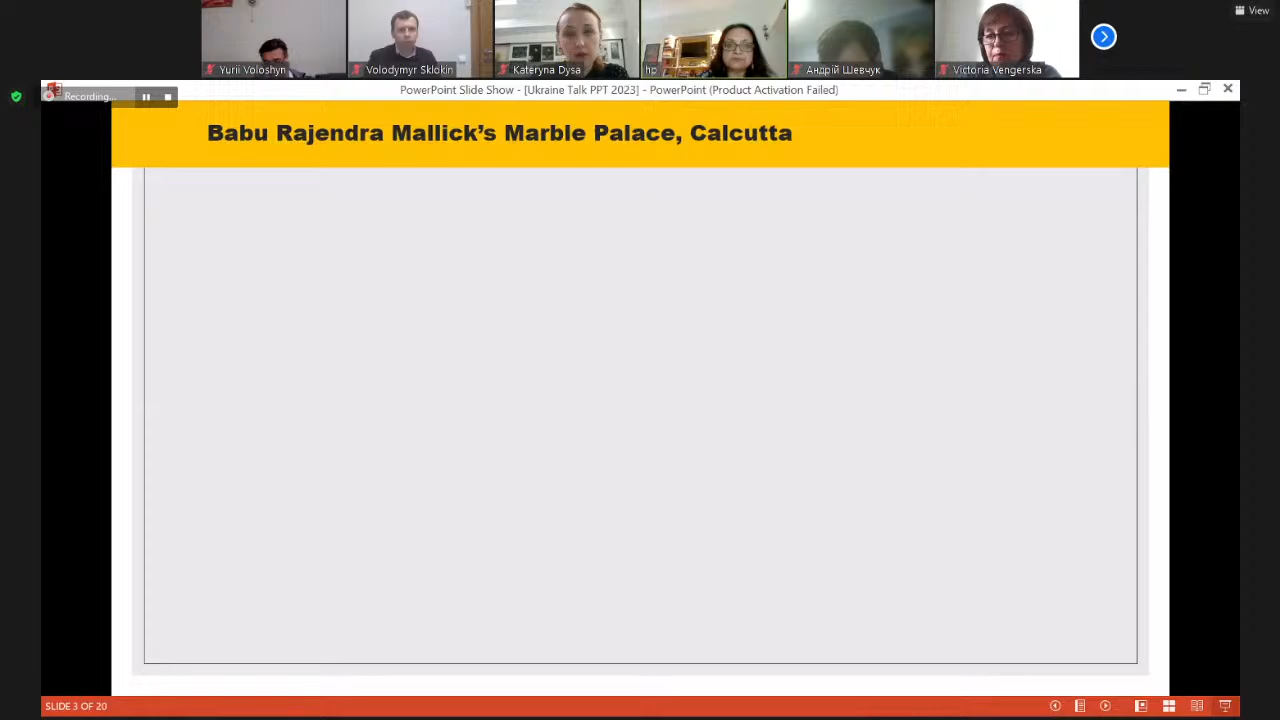 View
Yurii Voloshyn
Volodymyr Sklokin
Kateryna Dysa
hp
Андрій Шевчук
Victoria Vengerska
Recording...
PowerPoint Slide Show - [Ukraine Talk PPT 2023] - PowerPoint (Product Activation Failed)
Babu Rajendra Mallick’s Marble Palace, Calcutta
SLIDE 3 OF 20